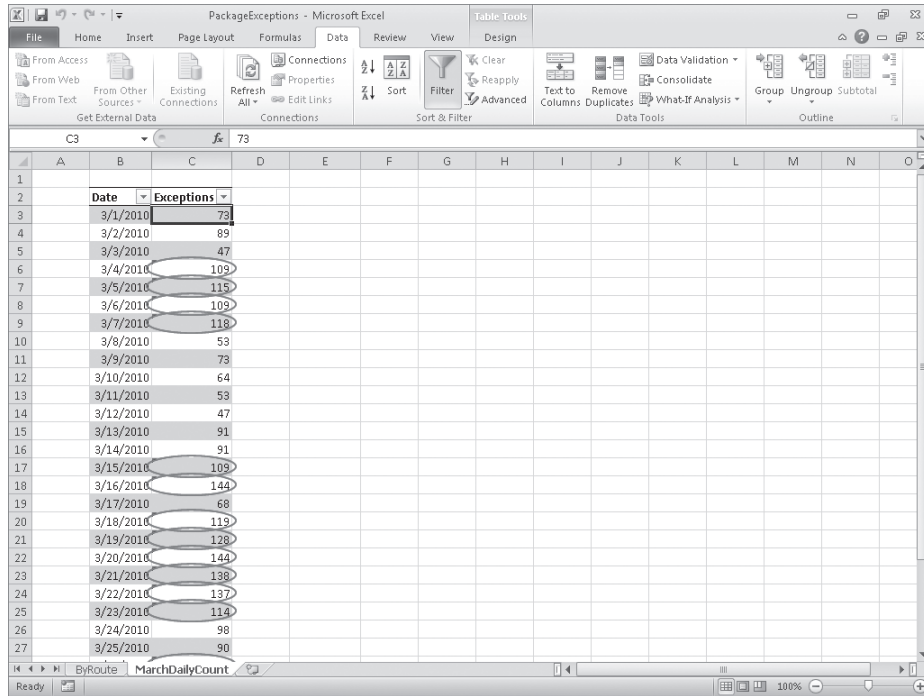 PackageExceptions - Microsoft Excel
Table Tools
File Home Insert Page Layout Formulas Data Review View Design
From Access
From Web
From Text
From Other Sources
Existing Connections
Get External Data
Refresh All
Connections
Properties
Edit Links
Connections
Sort
Filter
Clear
Reapply
Advanced
Sort & Filter
Text to Columns
Remove Duplicates
Data Validation
Consolidate
What-If Analysis
Data Tools
Group
Ungroup
Subtotal
Outline
C3 fx 73
A B C D E F G H I J K L M N O
1
2 Date Exceptions
3 3/1/2010 73
4 3/2/2010 89
5 3/3/2010 47
6 3/4/2010 109
7 3/5/2010 115
8 3/6/2010 109
9 3/7/2010 118
10 3/8/2010 53
11 3/9/2010 73
12 3/10/2010 64
13 3/11/2010 53
14 3/12/2010 47
15 3/13/2010 91
16 3/14/2010 91
17 3/15/2010 109
18 3/16/2010 144
19 3/17/2010 68
20 3/18/2010 119
21 3/19/2010 128
22 3/20/2010 144
23 3/21/2010 138
24 3/22/2010 137
25 3/23/2010 114
26 3/24/2010 98
27 3/25/2010 90
ByRoute MarchDailyCount
Ready 100%